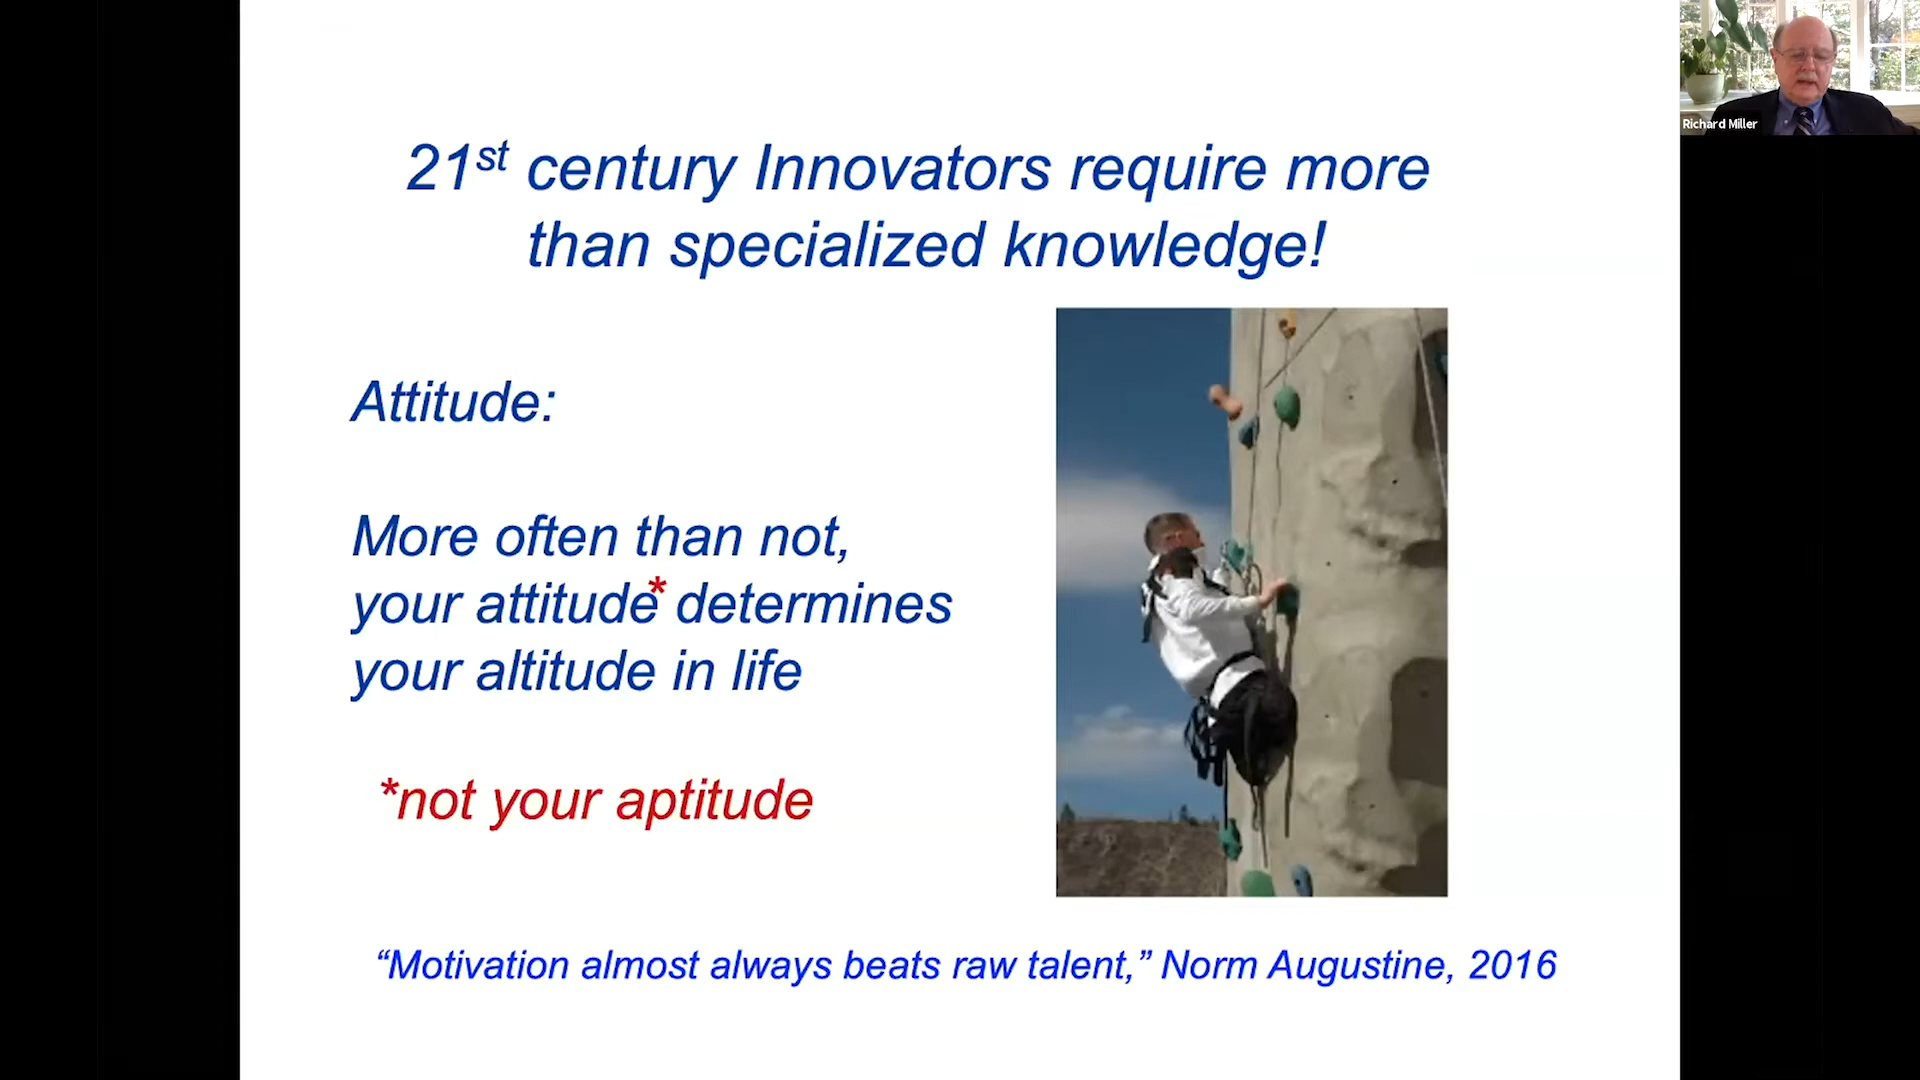 21st century Innovators require more
than specialized knowledge!
Attitude:
More often than not,
your attitude* determines
your altitude in life
*not your aptitude
“Motivation almost always beats raw talent,” Norm Augustine, 2016
Richard Miller